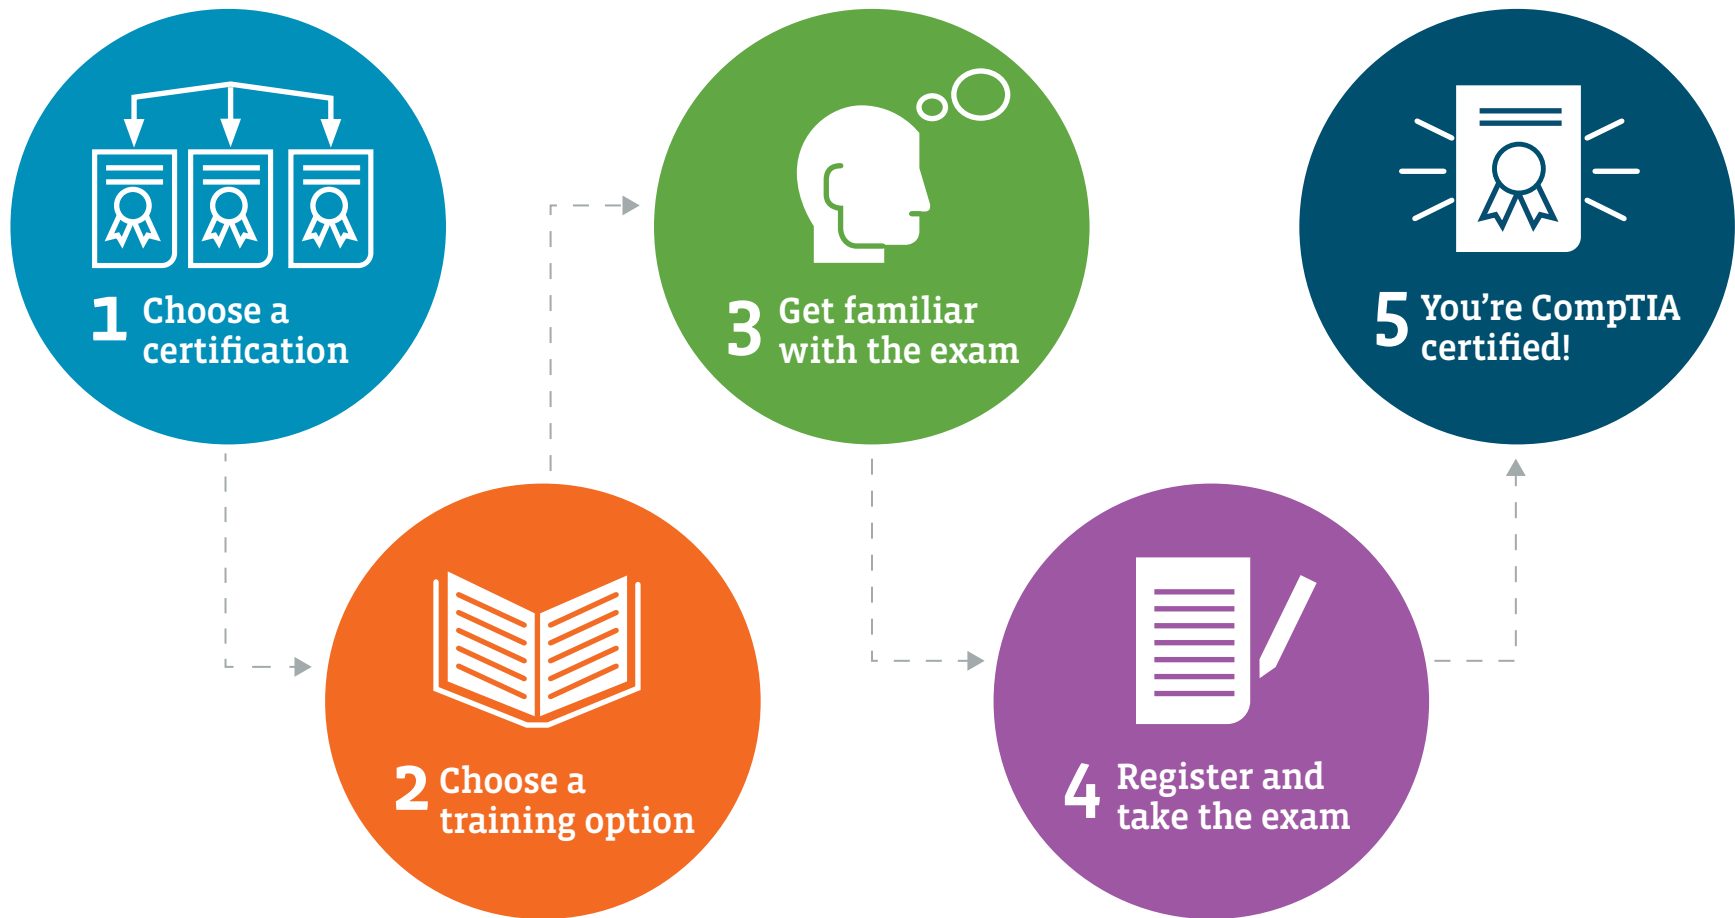 1 Choose a
certification
2 Choose a
training option
3 Get familiar
with the exam
4 Register and
take the exam
5 You’re CompTIA
certified!